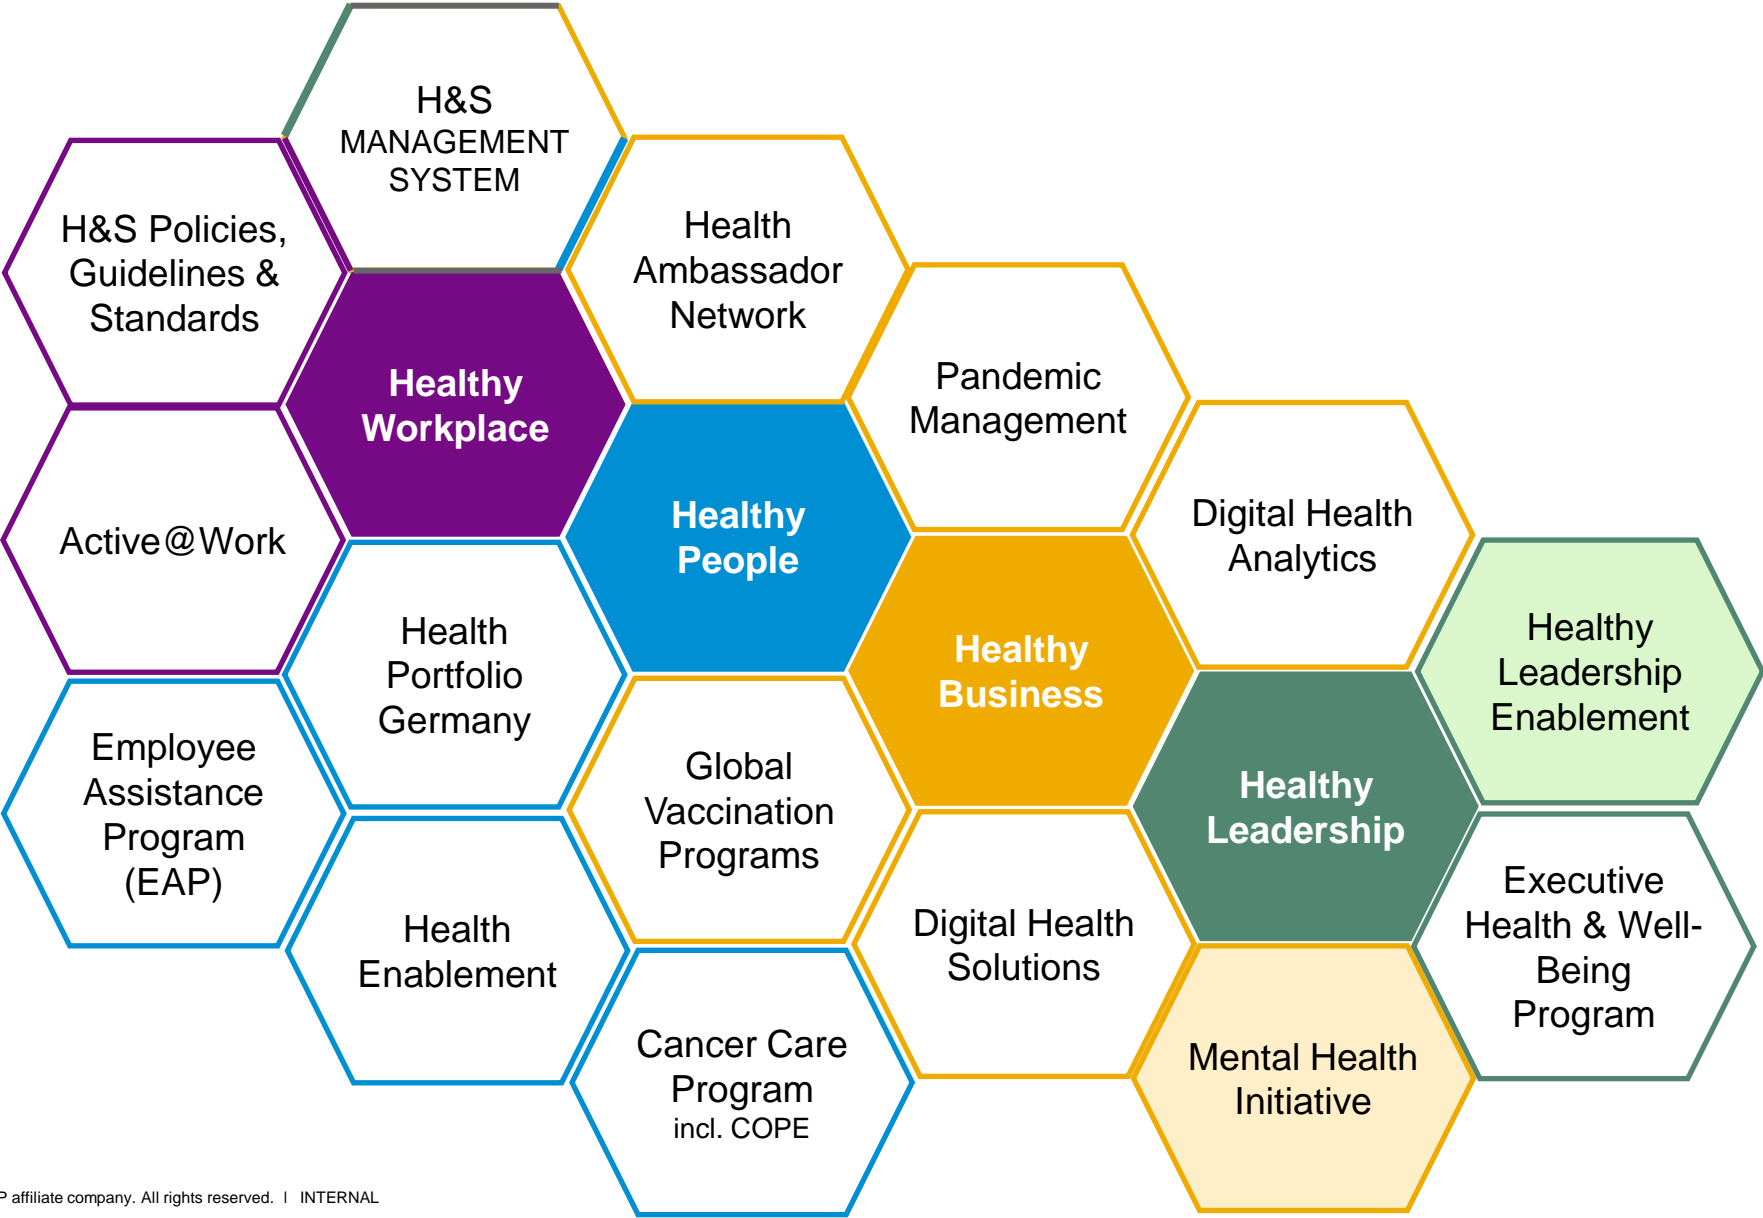 H&S
MANAGEMENT
SYSTEM
H&S Policies,
Guidelines &
Standards
Health
Ambassador
Network
Healthy
Workplace
Pandemic
Management
Active@Work
Healthy
People
Digital Health
Analytics
Health
Portfolio
Germany
Healthy
Business
Healthy
Leadership
Enablement
Employee
Assistance
Program
(EAP)
Global
Vaccination
Programs
Healthy
Leadership
Health
Enablement
Digital Health
Solutions
Executive
Health & Well-
Being
Program
Cancer Care
Program
incl. COPE
Mental Health
Initiative
P affiliate company. All rights reserved. | INTERNAL